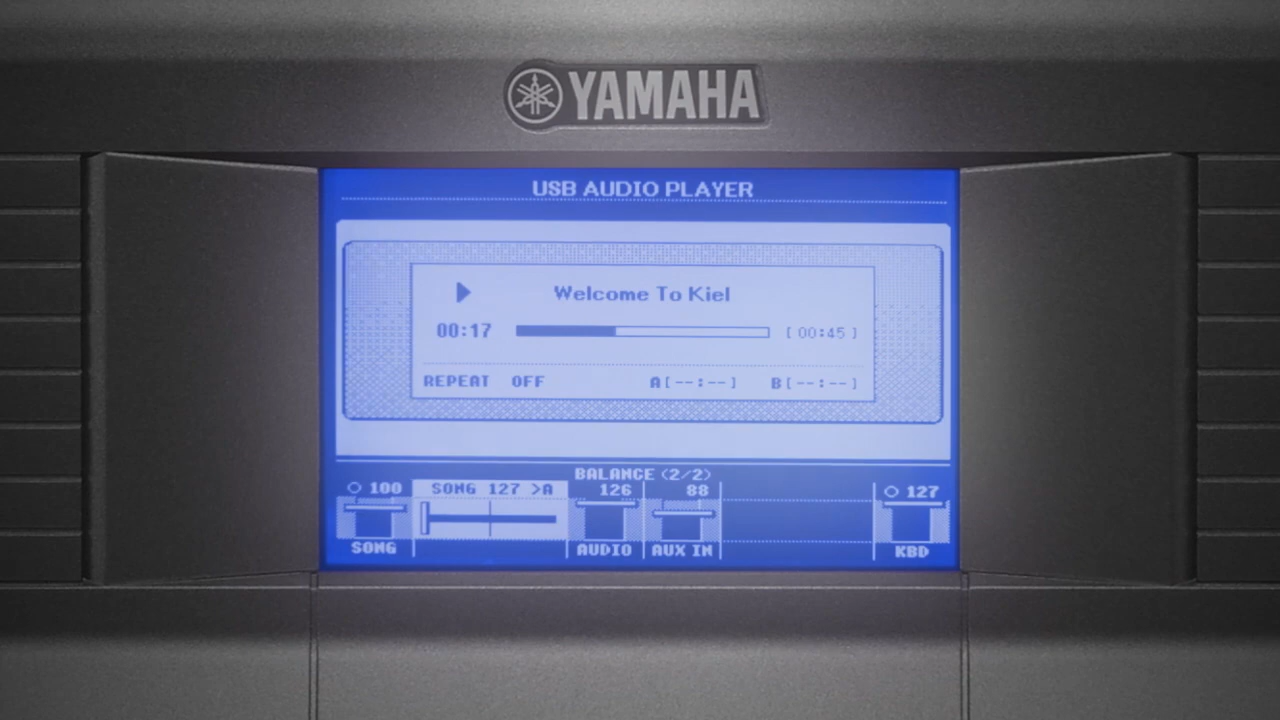 YAMAHA
USB AUDIO PLAYER
Welcome To Kiel
00:17 [ 00:45 ]
REPEAT OFF A[--:--] B[--:--]
BALANCE (2/2)
100 SONG 127 >A 126 88 127
SONG AUDIO AUX IN KBD